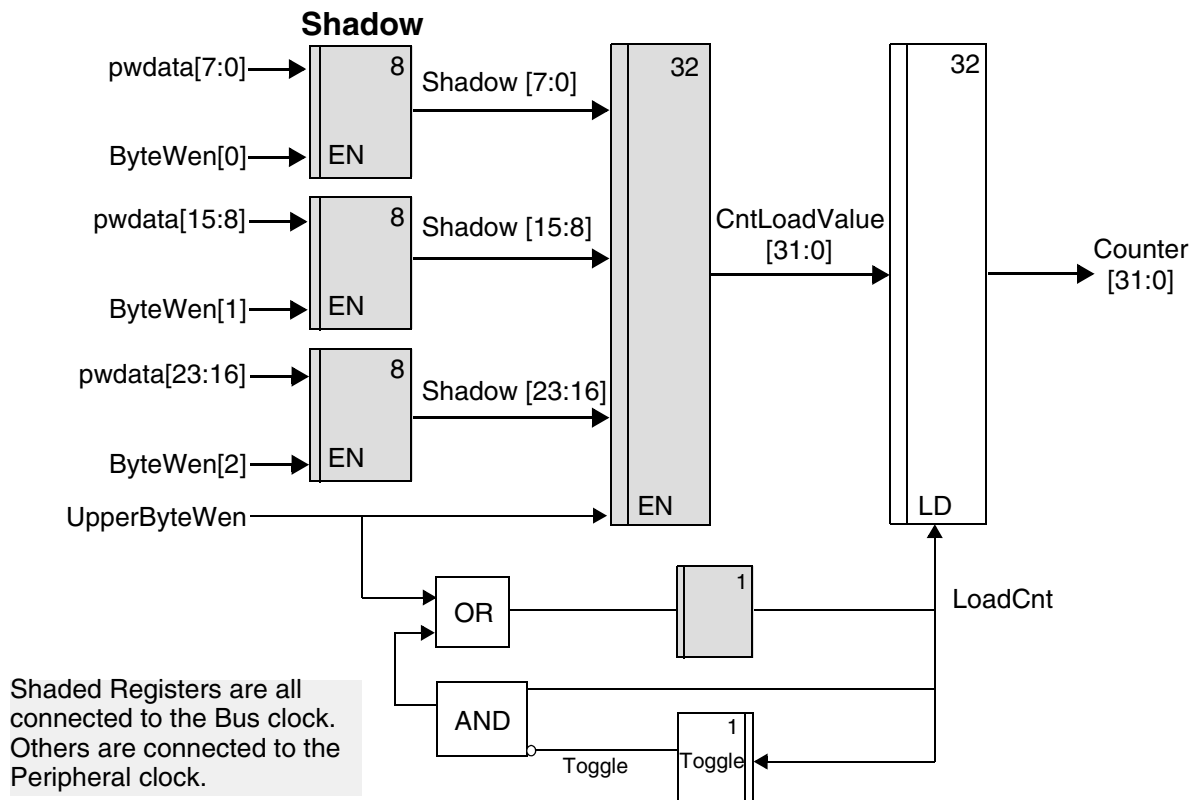 Shadow
pwdata[7:0]
8
Shadow [7:0]
ByteWen[0]
EN
pwdata[15:8]
8
Shadow [15:8]
ByteWen[1]
EN
pwdata[23:16]
8
Shadow [23:16]
ByteWen[2]
EN
UpperByteWen
32
EN
CntLoadValue
[31:0]
32
LD
Counter
[31:0]
OR
1
LoadCnt
AND
Toggle
1
Toggle
Shaded Registers are all
connected to the Bus clock.
Others are connected to the
Peripheral clock.